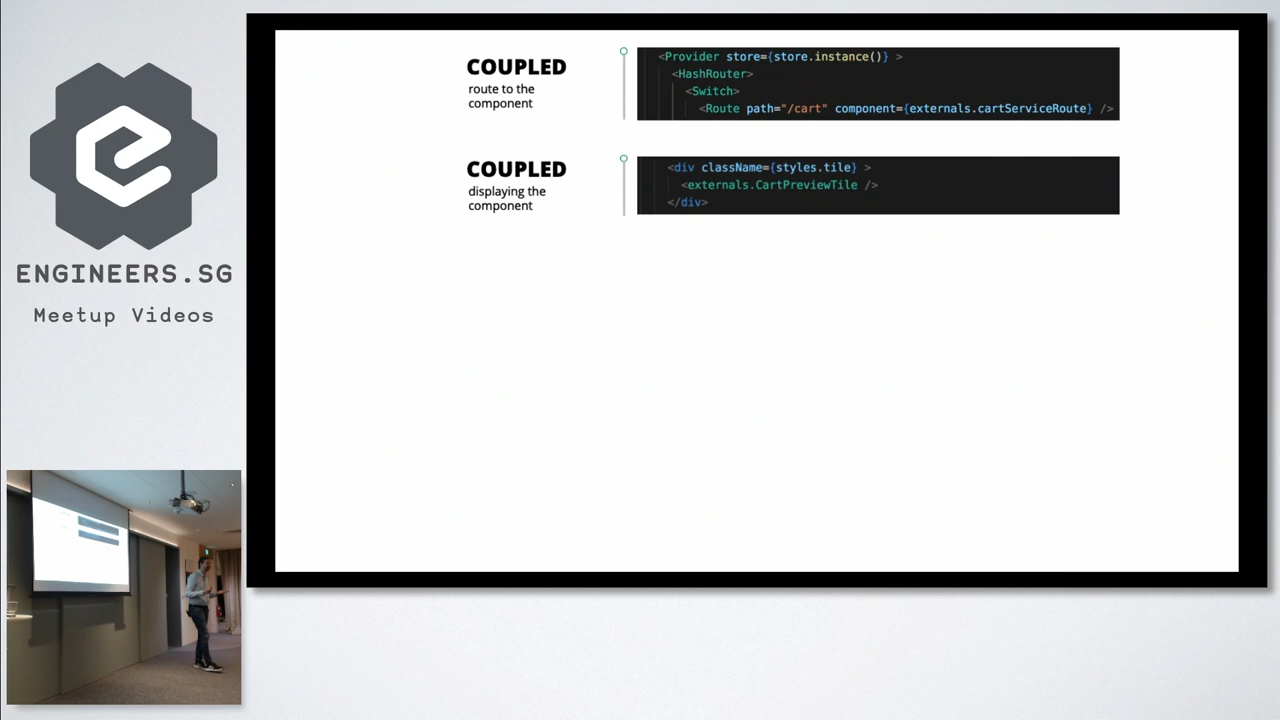 ENGINEERS.SG
Meetup Videos
COUPLED
route to the
component
<Provider store={store.instance()} >
<HashRouter>
<Switch>
<Route path="/cart" component={externals.cartServiceRoute} />
COUPLED
displaying the
component
<div className={styles.tile} >
<externals.CartPreviewTile />
</div>